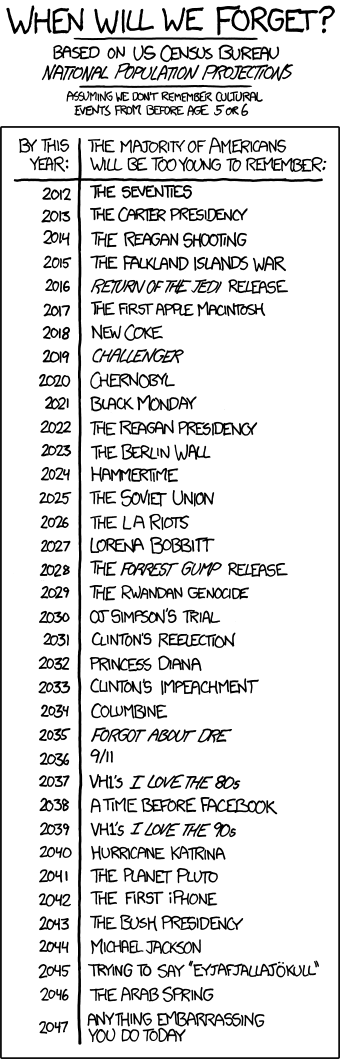 WHEN WILL WE FORGET?
BASED ON US CENSUS BUREAU
NATIONAL POPULATION PROJECTIONS
ASSUMING WE DON'T REMEMBER CULTURAL
EVENTS FROM BEFORE AGE 5 OR 6
BY THIS YEAR: THE MAJORITY OF AMERICANS
WILL BE TOO YOUNG TO REMEMBER:
2012 THE SEVENTIES
2013 THE CARTER PRESIDENCY
2014 THE REAGAN SHOOTING
2015 THE FALKLAND ISLANDS WAR
2016 RETURN OF THE JEDI RELEASE
2017 THE FIRST APPLE MACINTOSH
2018 NEW COKE
2019 CHALLENGER
2020 CHERNOBYL
2021 BLACK MONDAY
2022 THE REAGAN PRESIDENCY
2023 THE BERLIN WALL
2024 HAMMERTIME
2025 THE SOVIET UNION
2026 THE LA RIOTS
2027 LORENA BOBBITT
2028 THE FORREST GUMP RELEASE
2029 THE RWANDAN GENOCIDE
2030 OJ SIMPSON'S TRIAL
2031 CLINTON'S REELECTION
2032 PRINCESS DIANA
2033 CLINTON'S IMPEACHMENT
2034 COLUMBINE
2035 FORGOT ABOUT DRE
2036 9/11
2037 VH1'S I LOVE THE 80s
2038 A TIME BEFORE FACEBOOK
2039 VH1'S I LOVE THE 90s
2040 HURRICANE KATRINA
2041 THE PLANET PLUTO
2042 THE FIRST iPHONE
2043 THE BUSH PRESIDENCY
2044 MICHAEL JACKSON
2045 TRYING TO SAY "EYJAFJALLAJÖKULL"
2046 THE ARAB SPRING
2047 ANYTHING EMBARRASSING
YOU DO TODAY